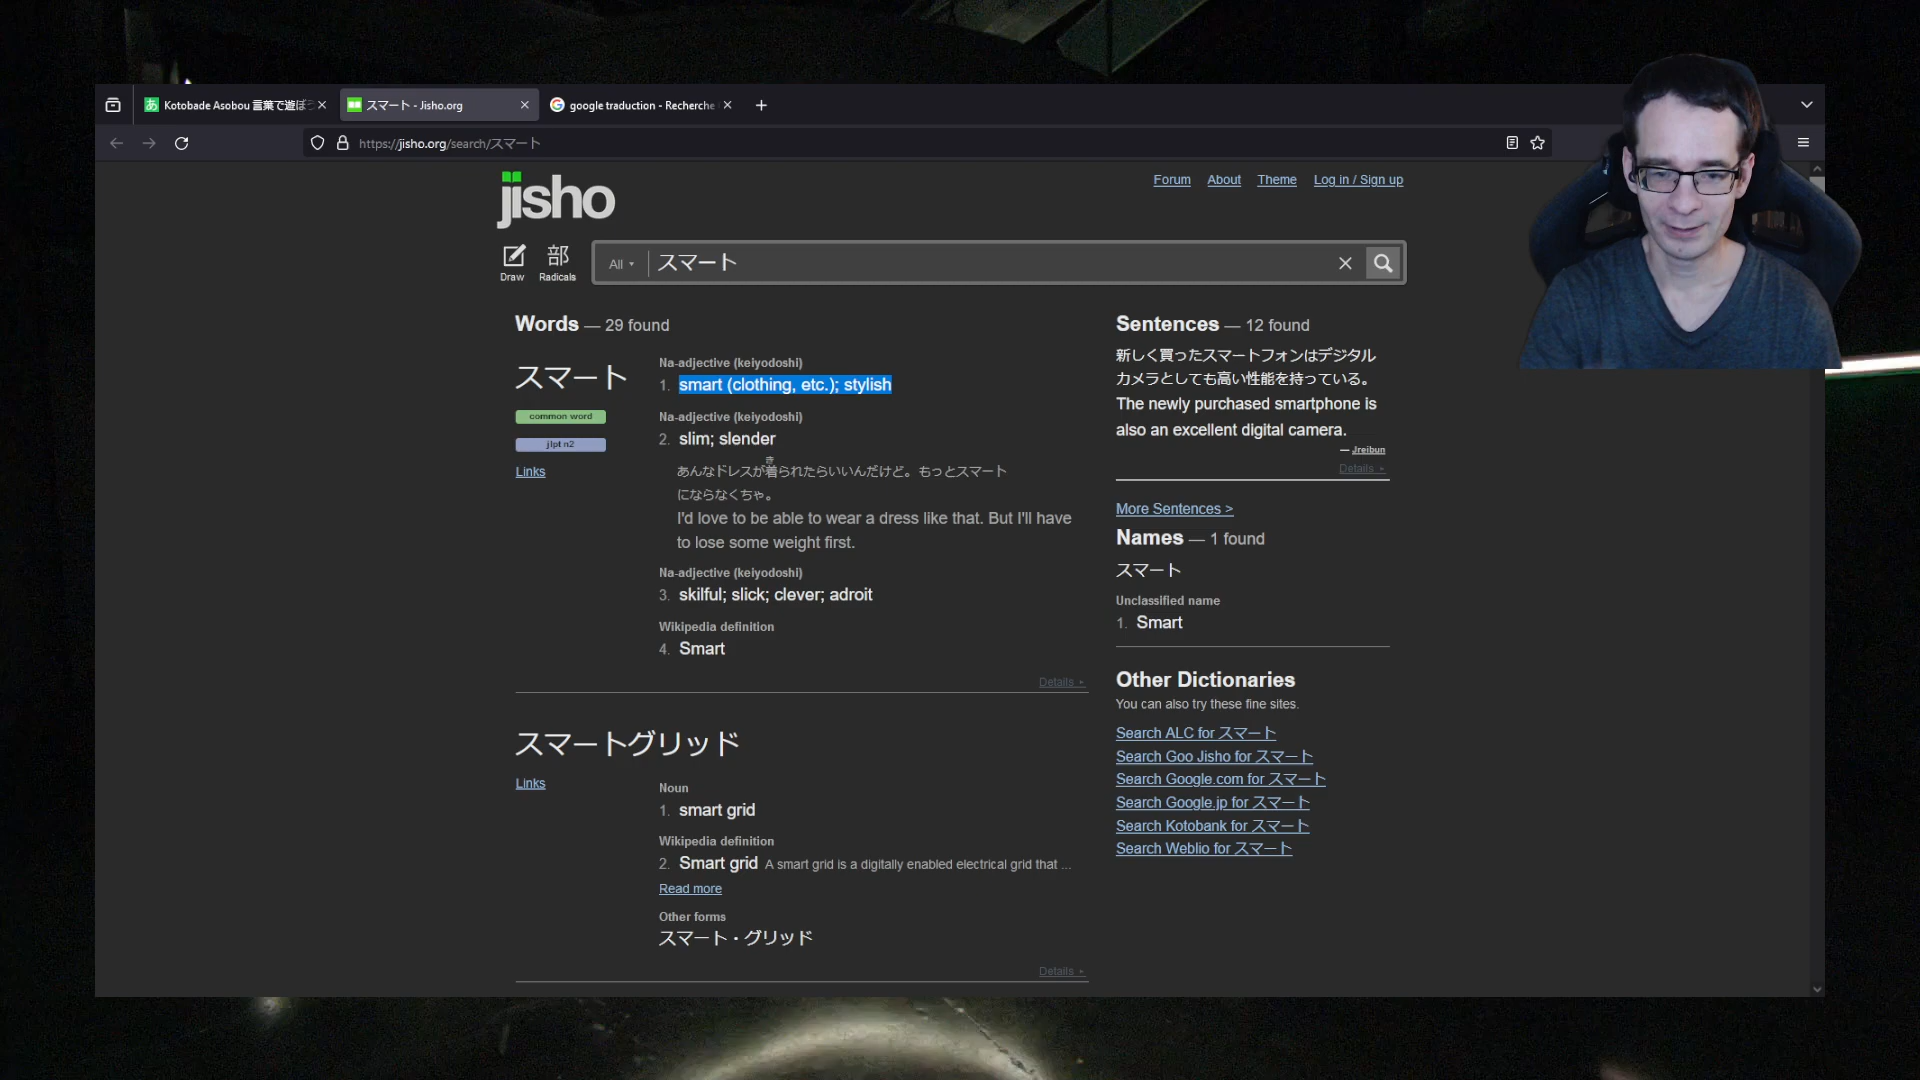 Kotobade Asobou 言葉で遊ぼう
スマート - Jisho.org
google traduction - Recherche
https://jisho.org/search/スマート
jisho
Forum About Theme Log in / Sign up
Draw
部
Radicals
All
スマート
Words — 29 found
スマート
common word
jlpt n2
Links
Na-adjective (keiyodoshi)
1. smart (clothing, etc.); stylish
Na-adjective (keiyodoshi)
2. slim; slender
き
あんなドレスが着られたらいいんだけど。もっとスマート
にならなくちゃ。
I'd love to be able to wear a dress like that. But I'll have
to lose some weight first.
Na-adjective (keiyodoshi)
3. skilful; slick; clever; adroit
Wikipedia definition
4. Smart
Details
スマートグリッド
Links
Noun
1. smart grid
Wikipedia definition
2. Smart grid A smart grid is a digitally enabled electrical grid that ...
Read more
Other forms
スマート・グリッド
Details
Sentences — 12 found
新しく買ったスマートフォンはデジタル
カメラとしても高い性能を持っている。
The newly purchased smartphone is
also an excellent digital camera.
— Jreibun
Details
More Sentences >
Names — 1 found
スマート
Unclassified name
1. Smart
Other Dictionaries
You can also try these fine sites.
Search ALC for スマート
Search Goo Jisho for スマート
Search Google.com for スマート
Search Google.jp for スマート
Search Kotobank for スマート
Search Weblio for スマート